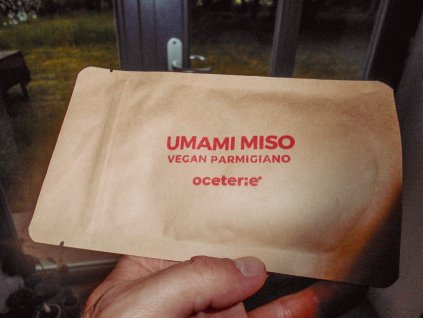 UMAMI MISO
VEGAN PARMIGIANO
oceterie